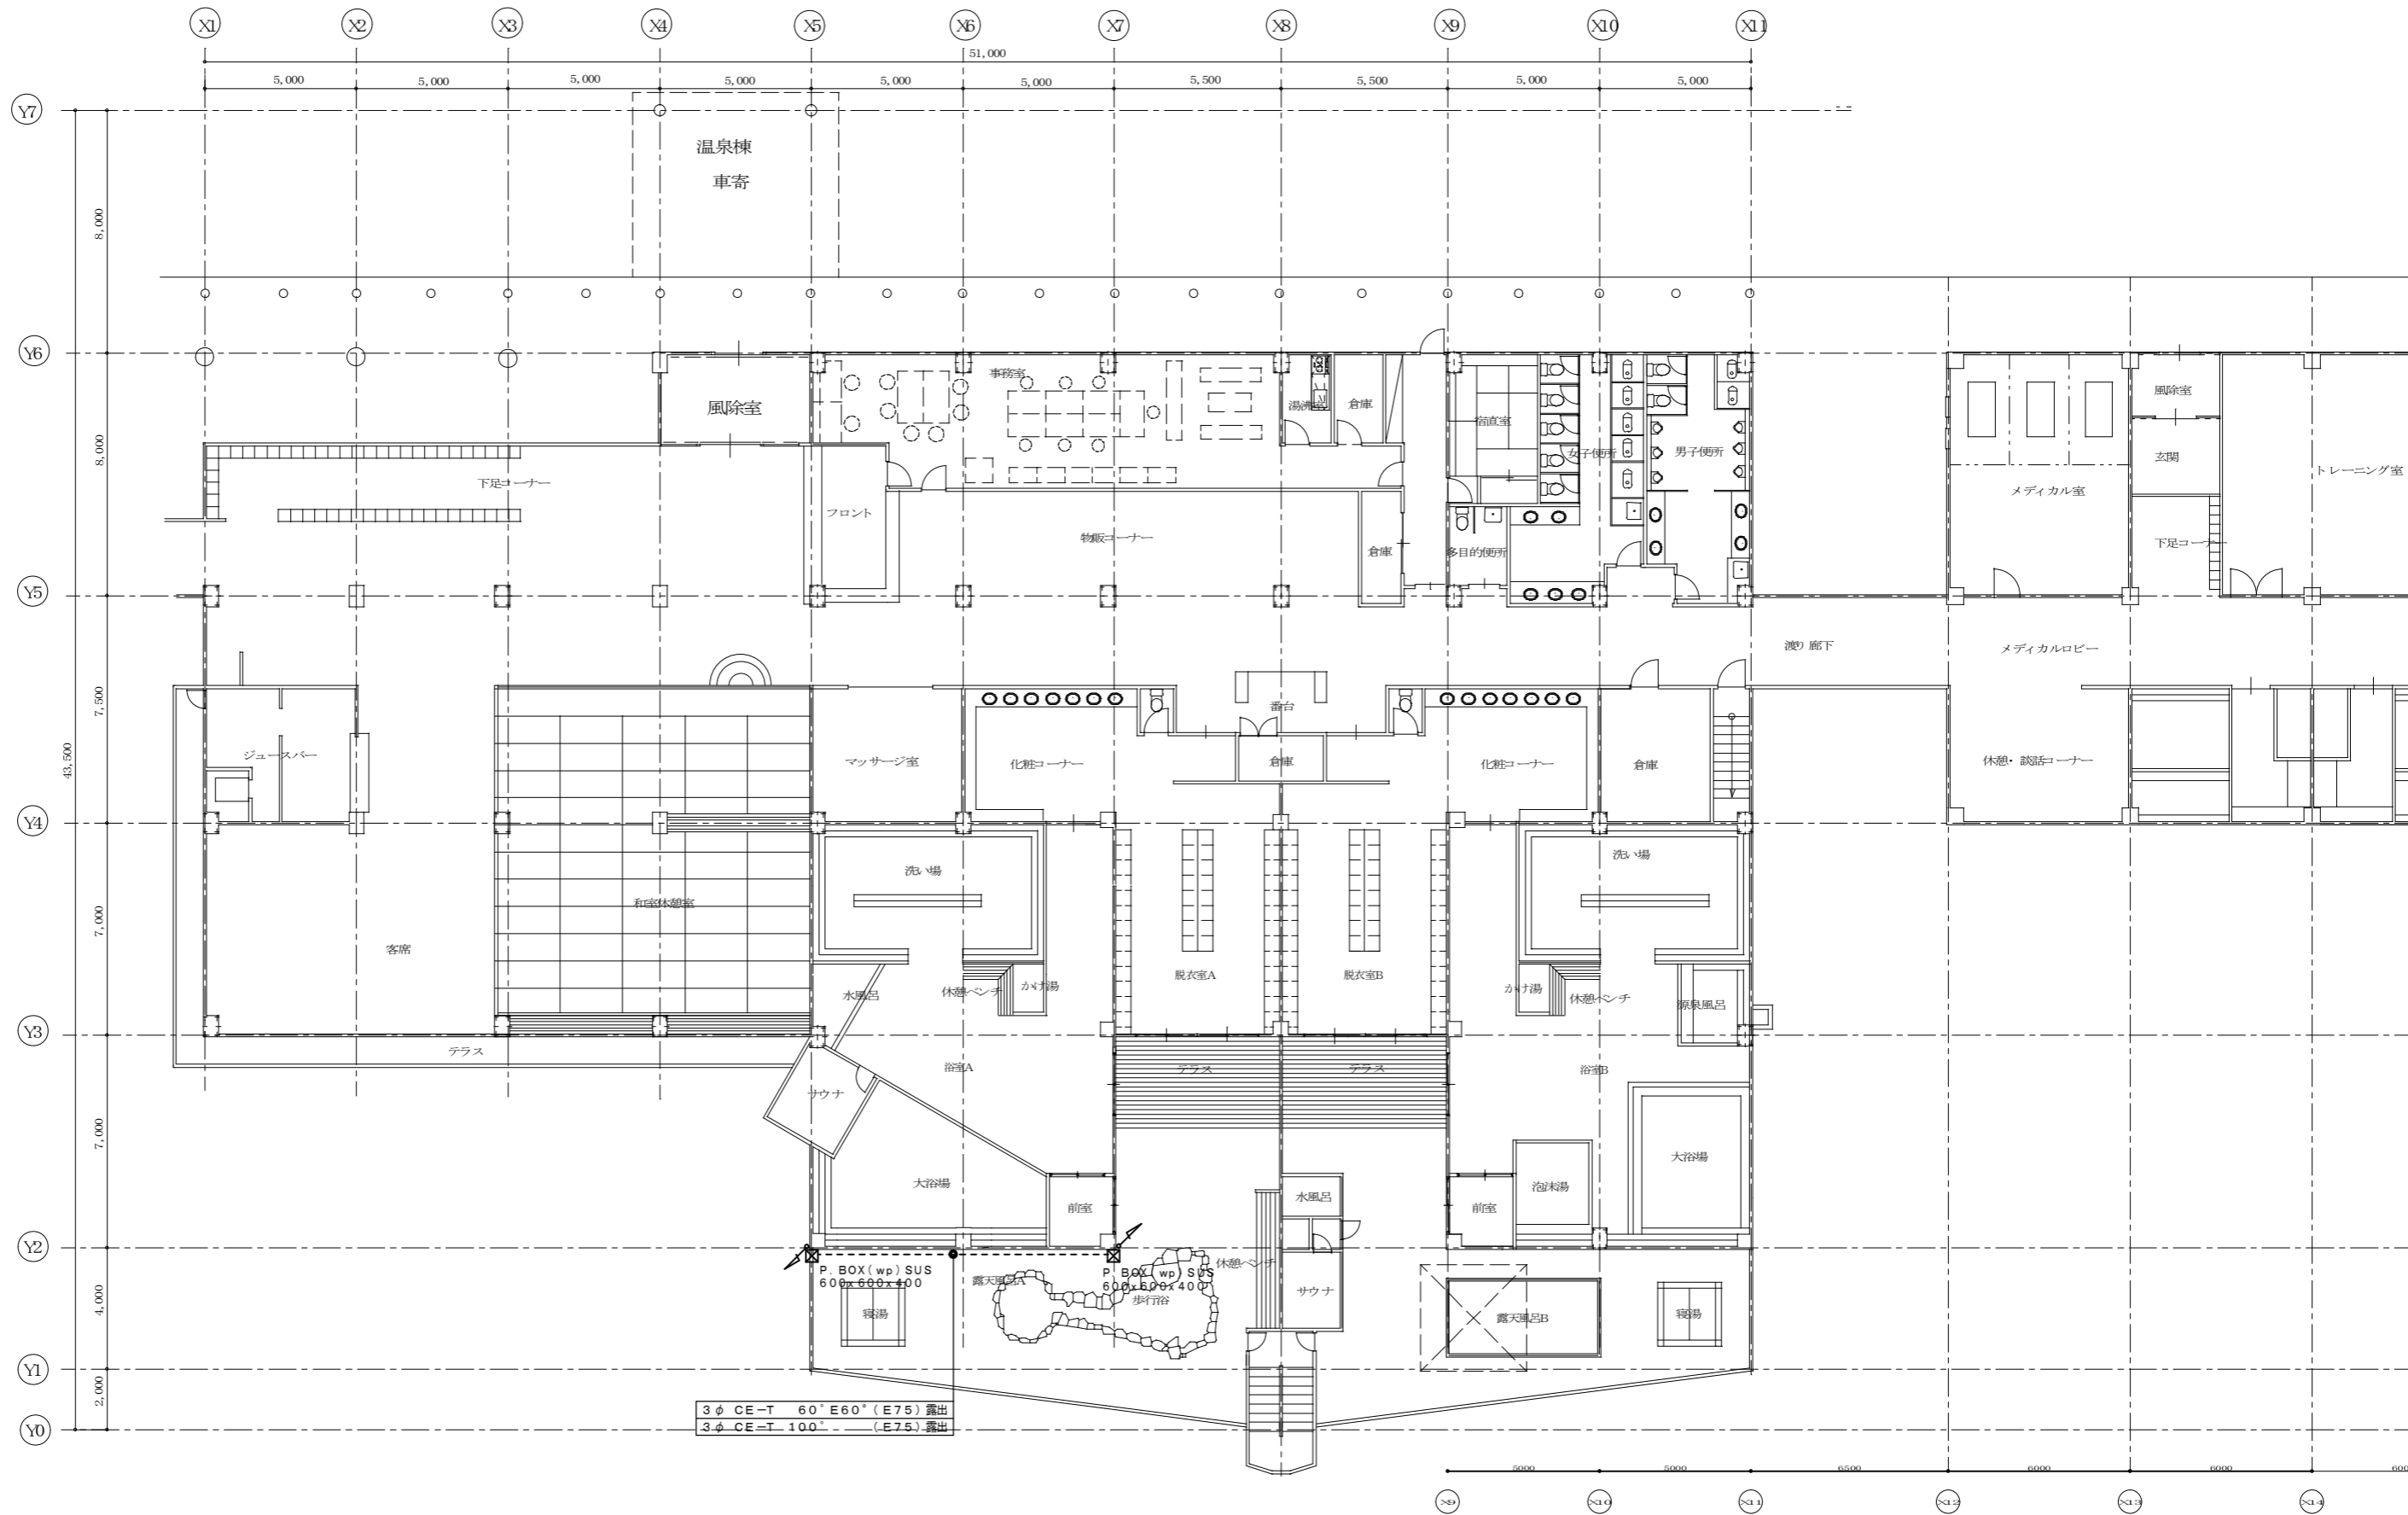 X1
X2
X3
X4
X5
X6
X7
X8
X9
X10
X11
51,000
5,000
5,000
5,000
5,000
5,000
5,000
5,500
5,500
5,000
5,000
Y7
温泉棟
車寄
8,000
Y6
事務室
風除室
湯沸室
倉庫
宿直室
女子便所
男子便所
風除室
玄関
メディカル室
トレーニング室
8,000
下足コーナー
フロント
物販コーナー
倉庫
多目的便所
下足コーナー
Y5
渡り廊下
メディカルロビー
7,500
43,500
番台
ジュースバー
マッサージ室
化粧コーナー
倉庫
化粧コーナー
倉庫
休憩・談話コーナー
Y4
洗い場
洗い場
7,000
和室休憩室
客席
水風呂
休憩ベンチ
かけ湯
脱衣室A
脱衣室B
かけ湯
休憩ベンチ
源泉風呂
Y3
テラス
浴室A
テラス
テラス
浴室B
サウナ
7,000
大浴場
前室
水風呂
前室
泡沫湯
大浴場
Y2
P.BOX(wp)SUS
600x600x400
露天風呂A
P.BOX(wp)SUS
600x600x400
歩行浴
休憩ベンチ
サウナ
4,000
寝湯
露天風呂B
寝湯
Y1
2,000
3φ CE-T 60° E60°(E75)露出
3φ CE-T 100° (E75)露出
Y0
5000
5000
6500
6000
6000
X9
X10
X11
X12
X13
X14